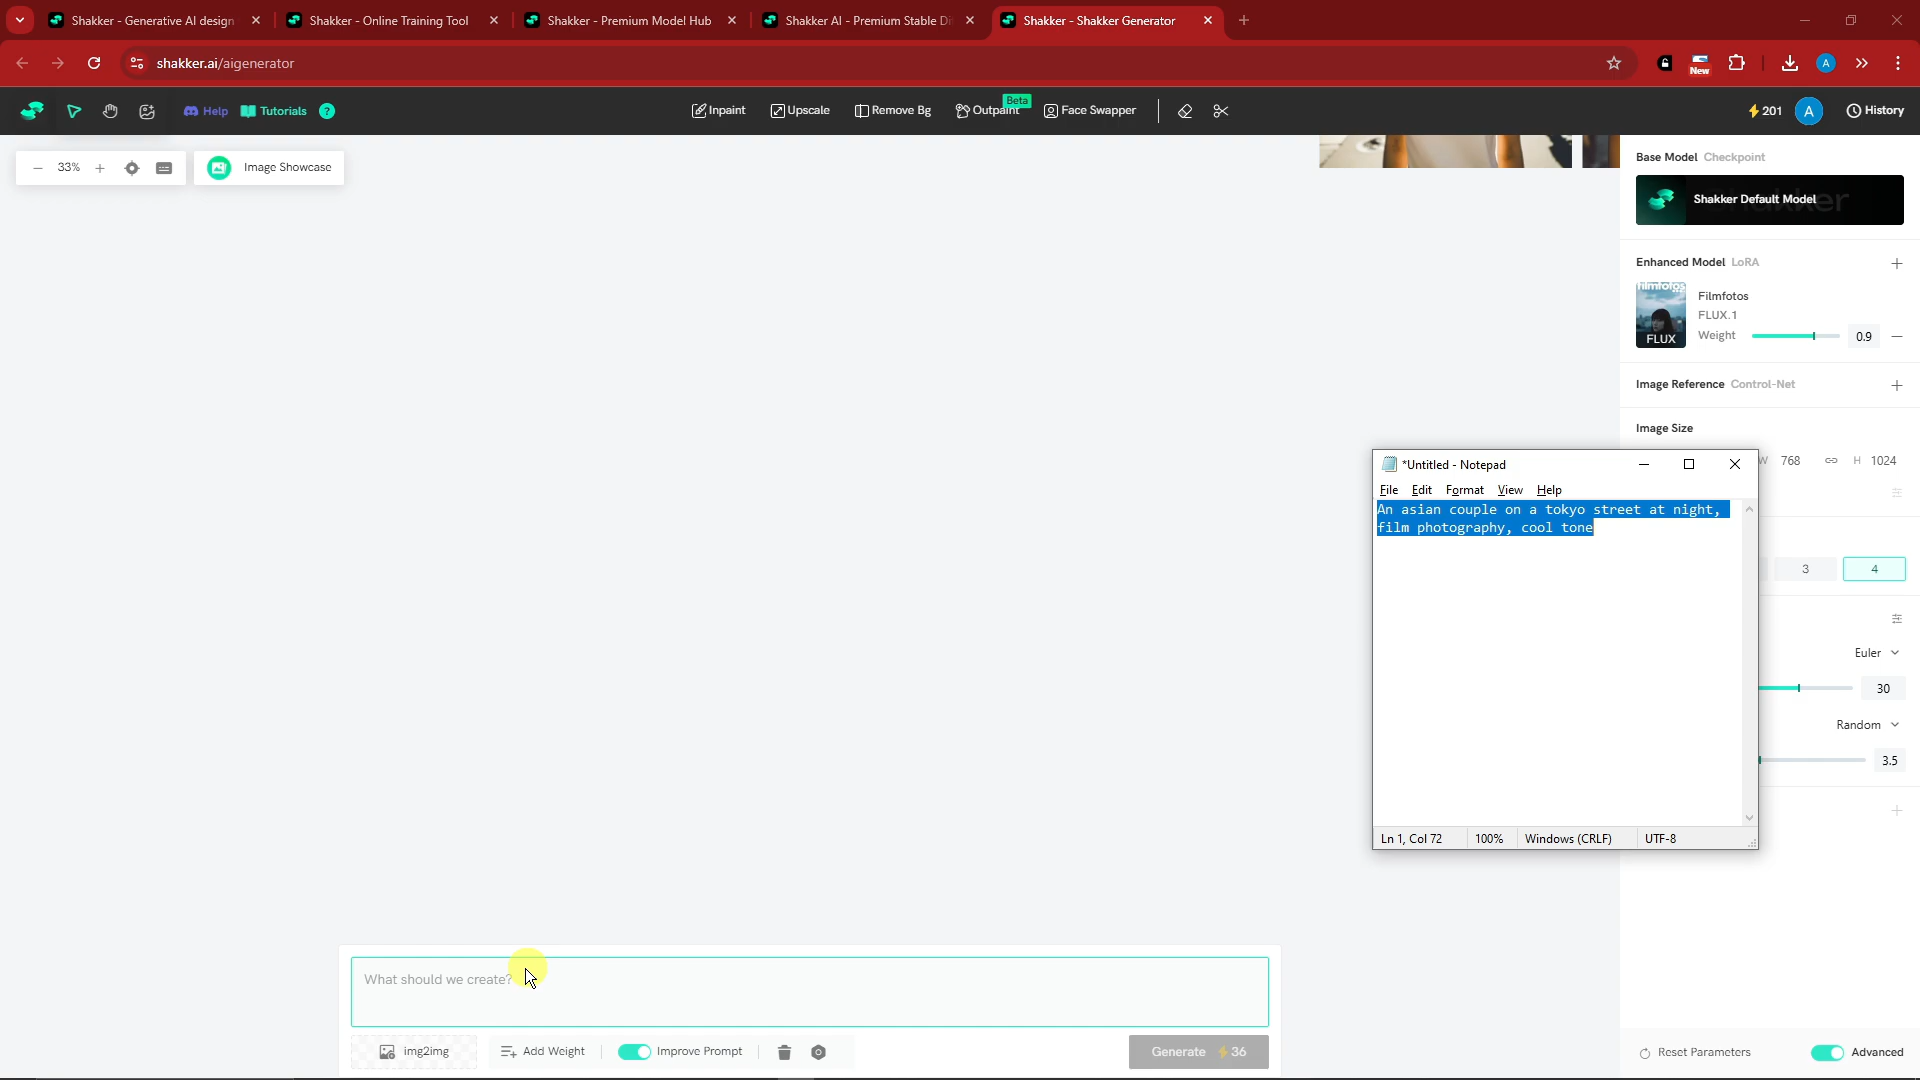 Shakker - Generative AI design
Shakker - Online Training Tool
Shakker - Premium Model Hub
Shakker AI - Premium Stable Di
Shakker - Shakker Generator
shakker.ai/aigenerator
New
A
Help
Tutorials
?
Inpaint
Upscale
Remove Bg
Outpaint
Beta
Face Swapper
201
A
History
33%
Image Showcase
Base Model Checkpoint
Shakker Default Model
Enhanced Model LoRA
filmfotos
FLUX
Filmfotos
FLUX.1
Weight
0.9
Image Reference Control-Net
Image Size
W 768
H 1024
*Untitled - Notepad
File Edit Format View Help
An asian couple on a tokyo street at night,
film photography, cool tone
3
4
Euler
30
Random
3.5
Ln 1, Col 72
100%
Windows (CRLF)
UTF-8
What should we create?
img2img
Add Weight
Improve Prompt
Generate 36
Reset Parameters
Advanced